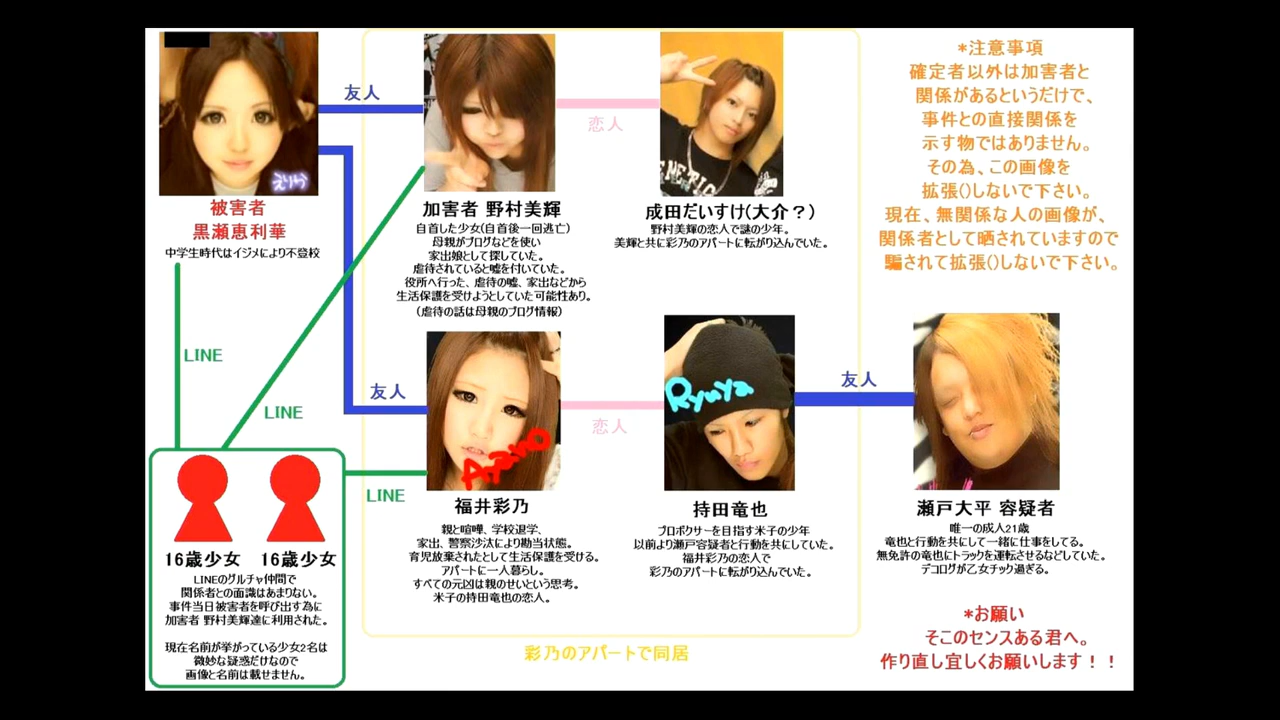 えりか
被害者
黒瀬恵利華
中学生時代はイジメにより不登校
友人
加害者 野村美輝
自首した少女(自首後一回逃亡)
母親がブログなどを使い
家出娘として探していた。
虐待されていると嘘を付いていた。
役所へ行った、虐待の嘘、家出などから
生活保護を受けようとしていた可能性あり。
(虐待の話は母親のブログ情報)
恋人
成田だいすけ(大介？)
野村美輝の恋人で謎の少年。
美輝と共に彩乃のアパートに転がり込んでいた。
*注意事項
確定者以外は加害者と
関係があるというだけで、
事件との直接関係を
示す物ではありません。
その為、この画像を
拡張()しないで下さい。
現在、無関係な人の画像が、
関係者として晒されていますので
騙されて拡張()しないで下さい。
LINE
LINE
LINE
友人
Ayano
福井彩乃
親と喧嘩、学校退学、
家出、警察沙汰により勘当状態。
育児放棄されたとして生活保護を受ける。
アパートに一人暮らし。
すべての元凶は親のせいという思考。
米子の持田竜也の恋人。
恋人
Ryuya
持田竜也
プロボクサーを目指す米子の少年
以前より瀬戸容疑者と行動を共にしていた。
福井彩乃の恋人で
彩乃のアパートに転がり込んでいた。
友人
瀬戸大平 容疑者
唯一の成人21歳
竜也と行動を共にして一緒に仕事をしてる。
無免許の竜也にトラックを運転させるなどしていた。
デコログが乙女チック過ぎる。
16歳少女 16歳少女
LINEのグルチャ仲間で
関係者との面識はあまりない。
事件当日被害者を呼び出す為に
加害者 野村美輝達に利用された。
現在名前が挙がっている少女2名は
微妙な疑惑だけなので
画像と名前は載せません。
彩乃のアパートで同居
*お願い
そこのセンスある君へ。
作り直し宜しくお願いします！！